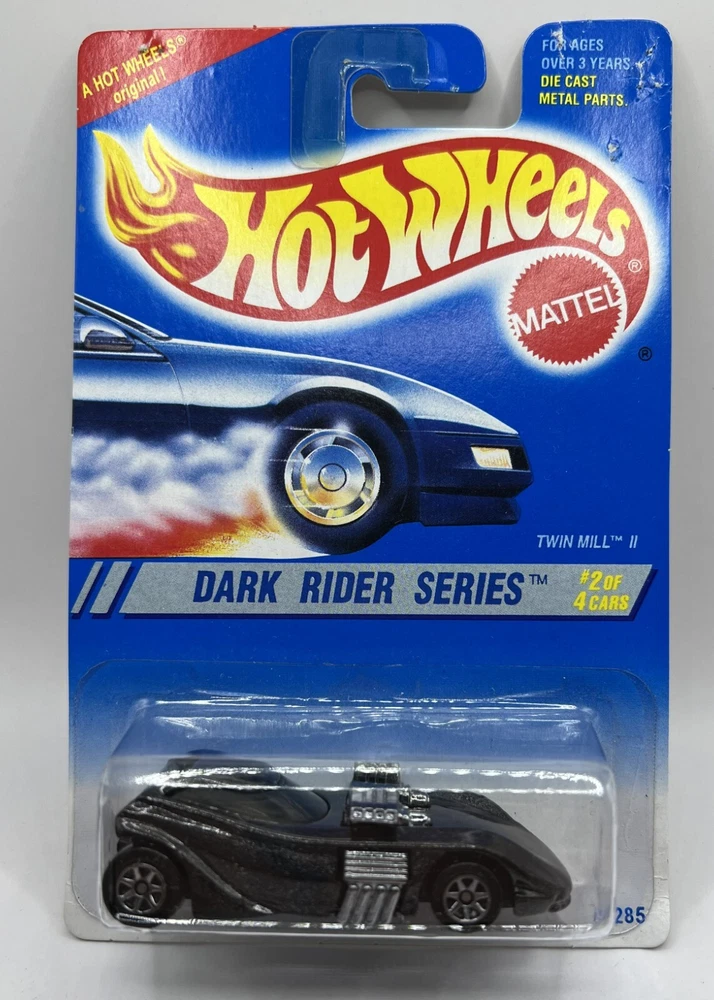 A HOT WHEELS®
original!
FOR AGES
OVER 3 YEARS
DIE CAST
METAL PARTS.
Hot Wheels
®
MATTEL
®
TWIN MILL™ II
DARK RIDER SERIES™
#2 OF
4 CARS
285